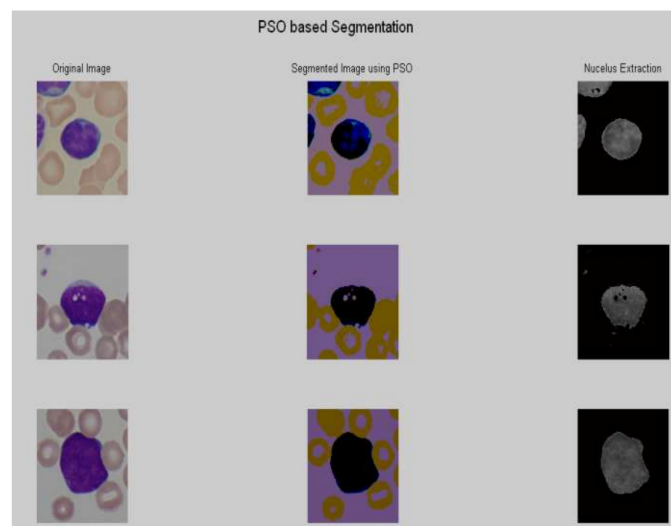 PSO based Segmentation
Original Image
Segmented Image using PSO
Nucelus Extraction